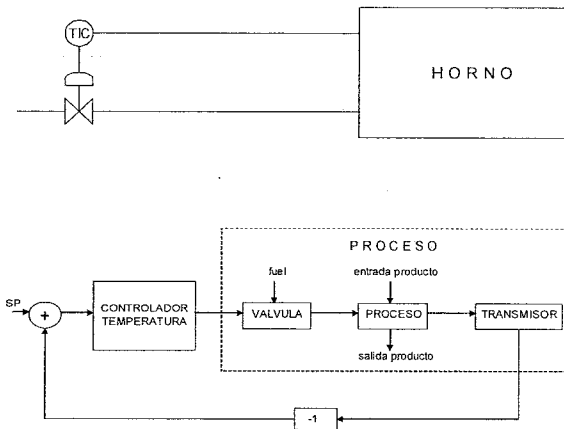 TIC
HORNO
PROCESO
fuel
entrada producto
SP
+
CONTROLADOR
TEMPERATURA
VALVULA
PROCESO
TRANSMISOR
salida producto
-1